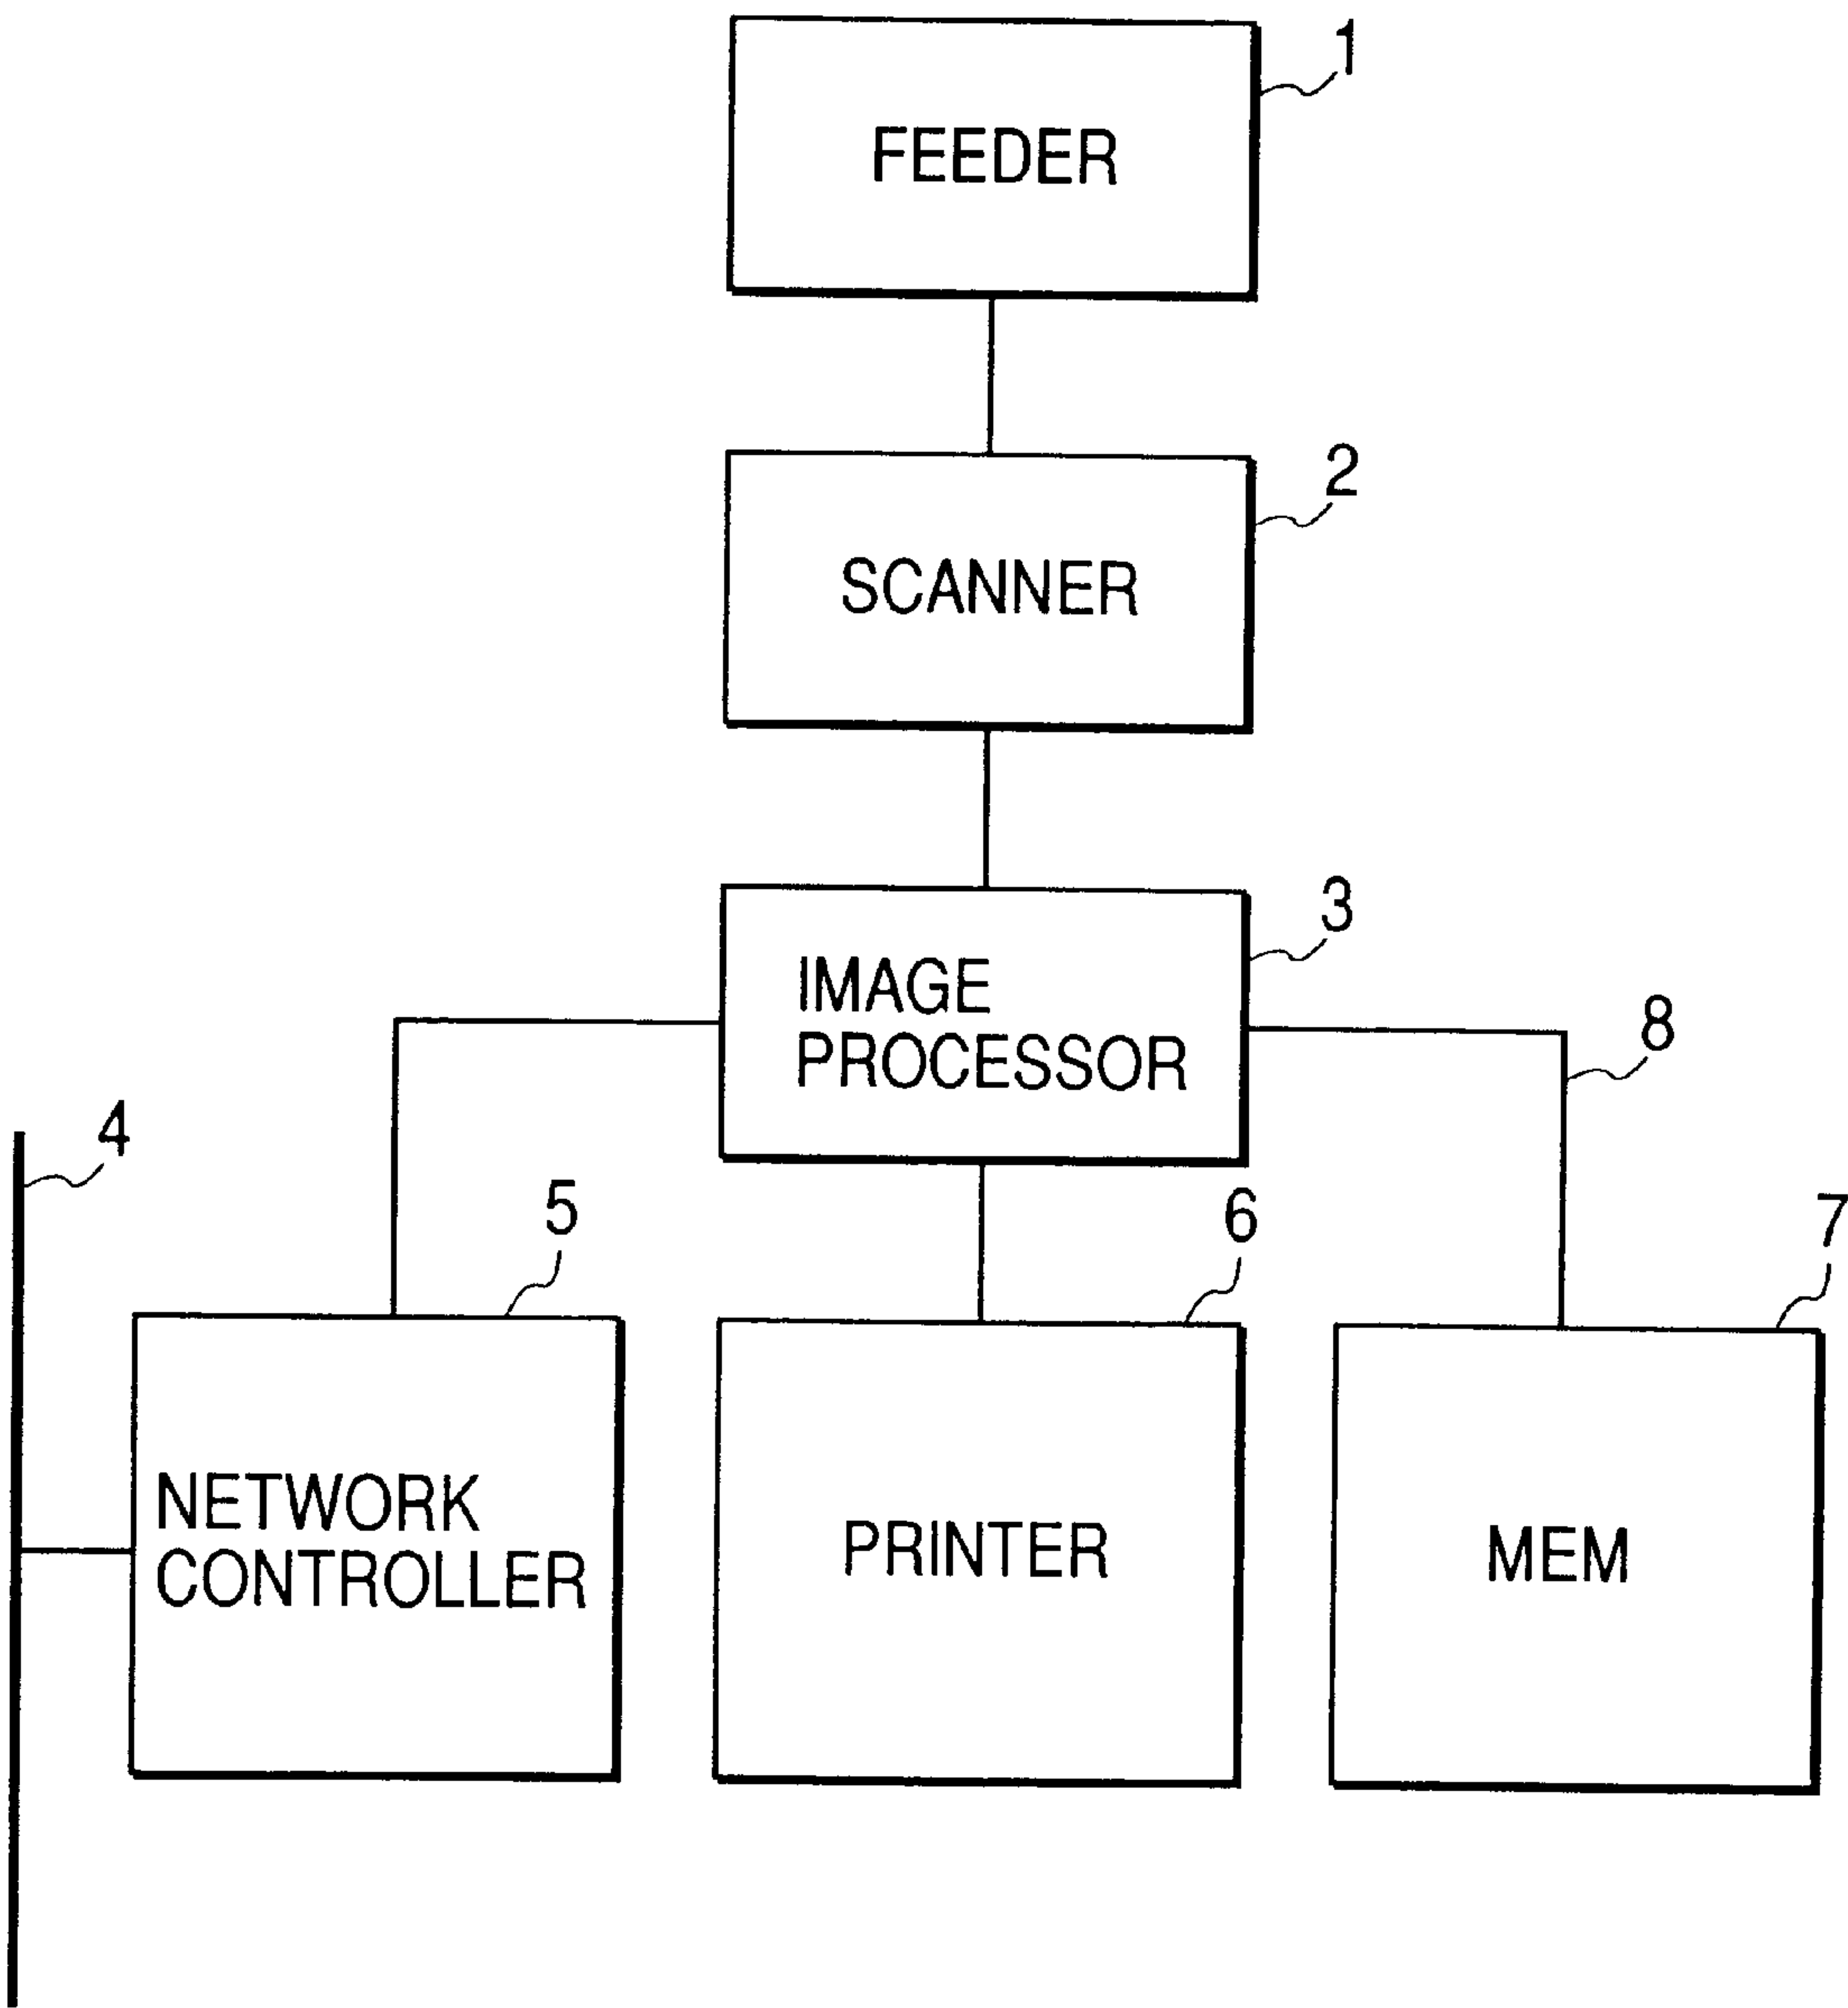 1
FEEDER
2
SCANNER
3
IMAGE
PROCESSOR
8
4
5
6
7
NETWORK
CONTROLLER
PRINTER
MEM